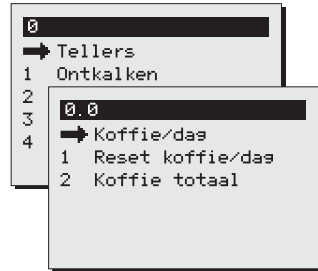 0
➡ Tellers
1 Ontkalken
2
3
4
0.0
➡ Koffie/dag
1 Reset koffie/dag
2 Koffie totaal